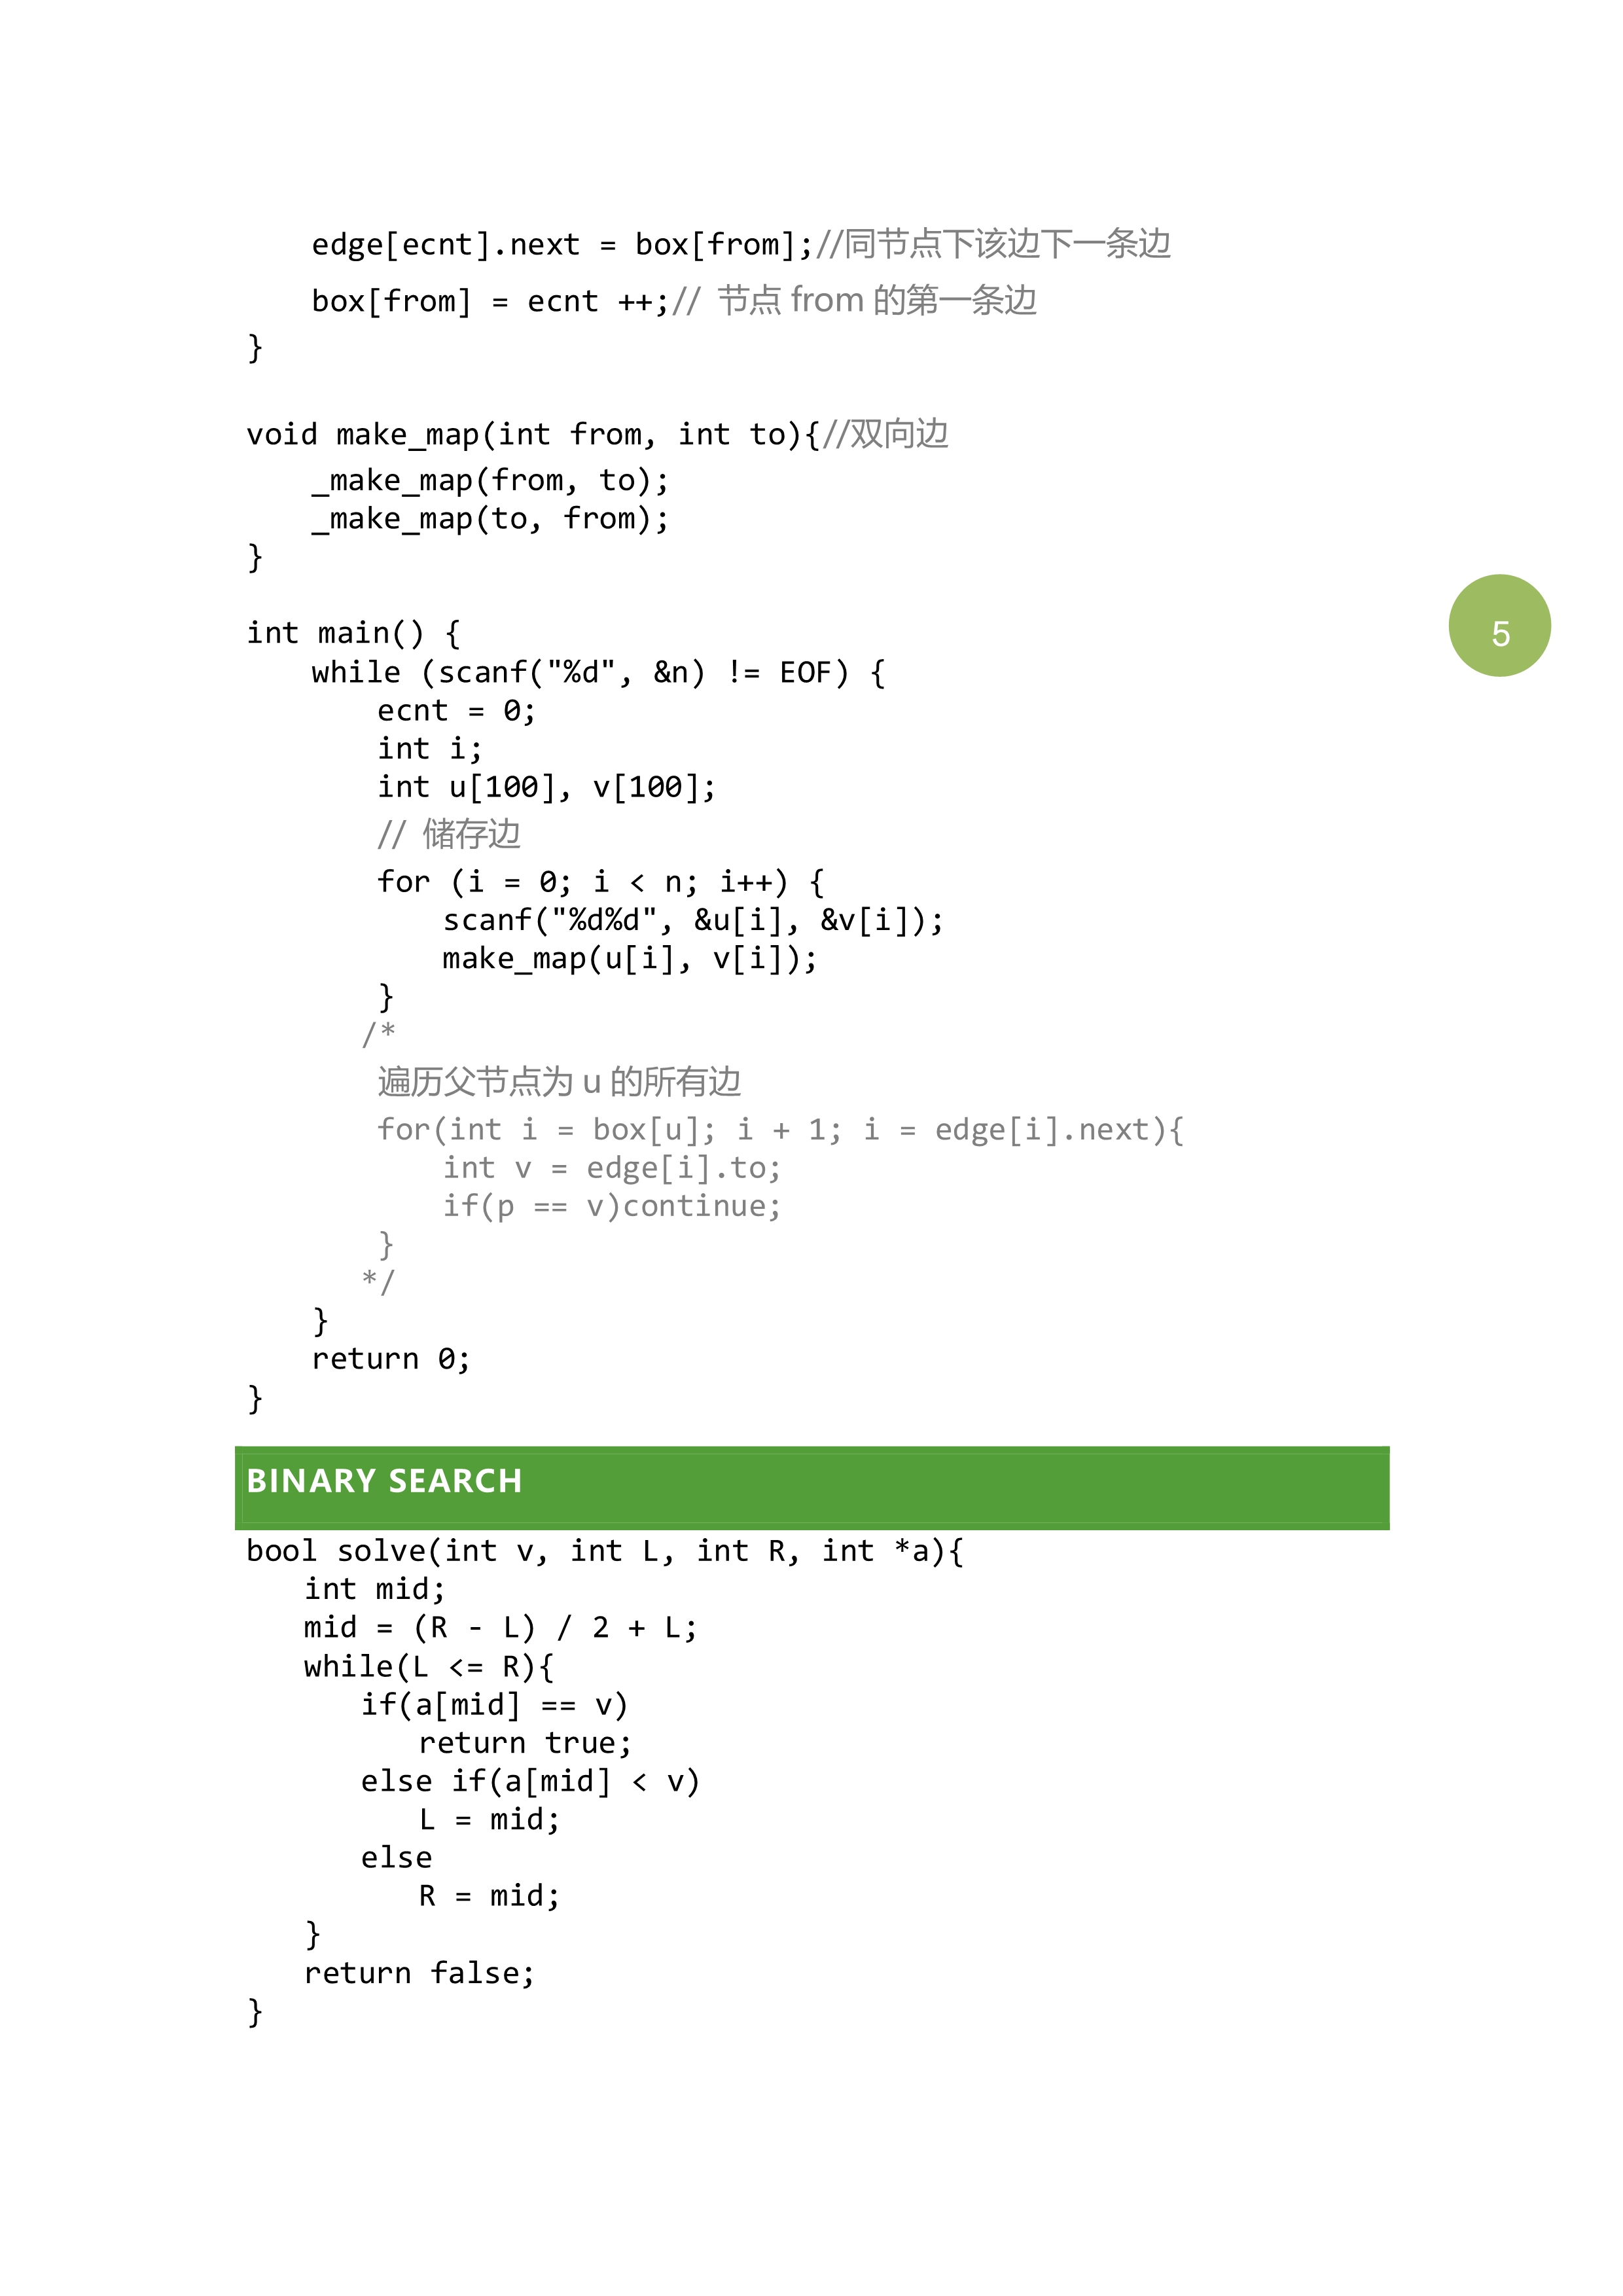 edge[ecnt].next = box[from];//同节点下该边下一条边
box[from] = ecnt ++;// 节点 from 的第一条边
}
void make_map(int from, int to){//双向边
_make_map(from, to);
_make_map(to, from);
}
int main() {
while (scanf("%d", &n) != EOF) {
ecnt = 0;
int i;
int u[100], v[100];
// 储存边
for (i = 0; i < n; i++) {
scanf("%d%d", &u[i], &v[i]);
make_map(u[i], v[i]);
}
/*
遍历父节点为 u 的所有边
for(int i = box[u]; i + 1; i = edge[i].next){
int v = edge[i].to;
if(p == v)continue;
}
*/
}
return 0;
}
5
BINARY SEARCH
bool solve(int v, int L, int R, int *a){
int mid;
mid = (R - L) / 2 + L;
while(L <= R){
if(a[mid] == v)
return true;
else if(a[mid] < v)
L = mid;
else
R = mid;
}
return false;
}